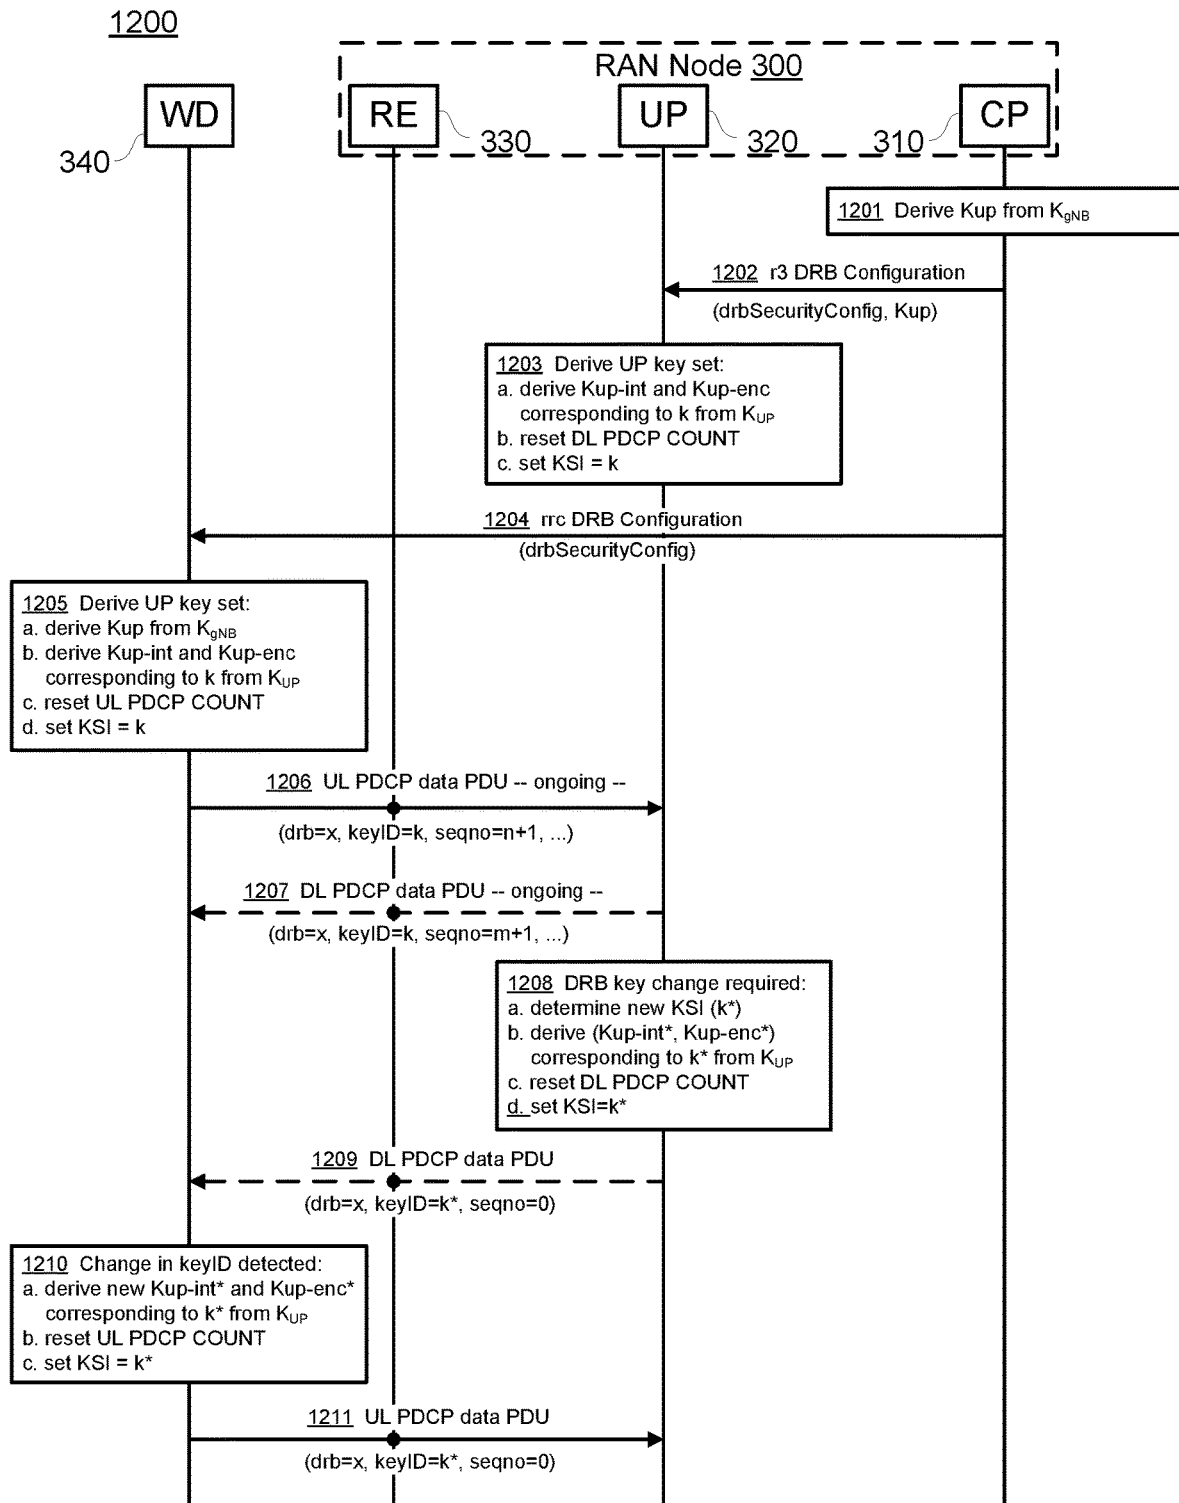 1200
RAN Node 300
WD
RE
UP
CP
340
330
320
310
1201 Derive Kup from KgNB
1202 r3 DRB Configuration
(drbSecurityConfig, Kup)
1203 Derive UP key set:
a. derive Kup-int and Kup-enc
corresponding to k from KUP
b. reset DL PDCP COUNT
c. set KSI = k
1204 rrc DRB Configuration
(drbSecurityConfig)
1205 Derive UP key set:
a. derive Kup from KgNB
b. derive Kup-int and Kup-enc
corresponding to k from KUP
c. reset UL PDCP COUNT
d. set KSI = k
1206 UL PDCP data PDU -- ongoing --
(drb=x, keyID=k, seqno=n+1, ...)
1207 DL PDCP data PDU -- ongoing --
(drb=x, keyID=k, seqno=m+1, ...)
1208 DRB key change required:
a. determine new KSI (k*)
b. derive (Kup-int*, Kup-enc*)
corresponding to k* from KUP
c. reset DL PDCP COUNT
d. set KSI=k*
1209 DL PDCP data PDU
(drb=x, keyID=k*, seqno=0)
1210 Change in keyID detected:
a. derive new Kup-int* and Kup-enc*
corresponding to k* from KUP
b. reset UL PDCP COUNT
c. set KSI = k*
1211 UL PDCP data PDU
(drb=x, keyID=k*, seqno=0)